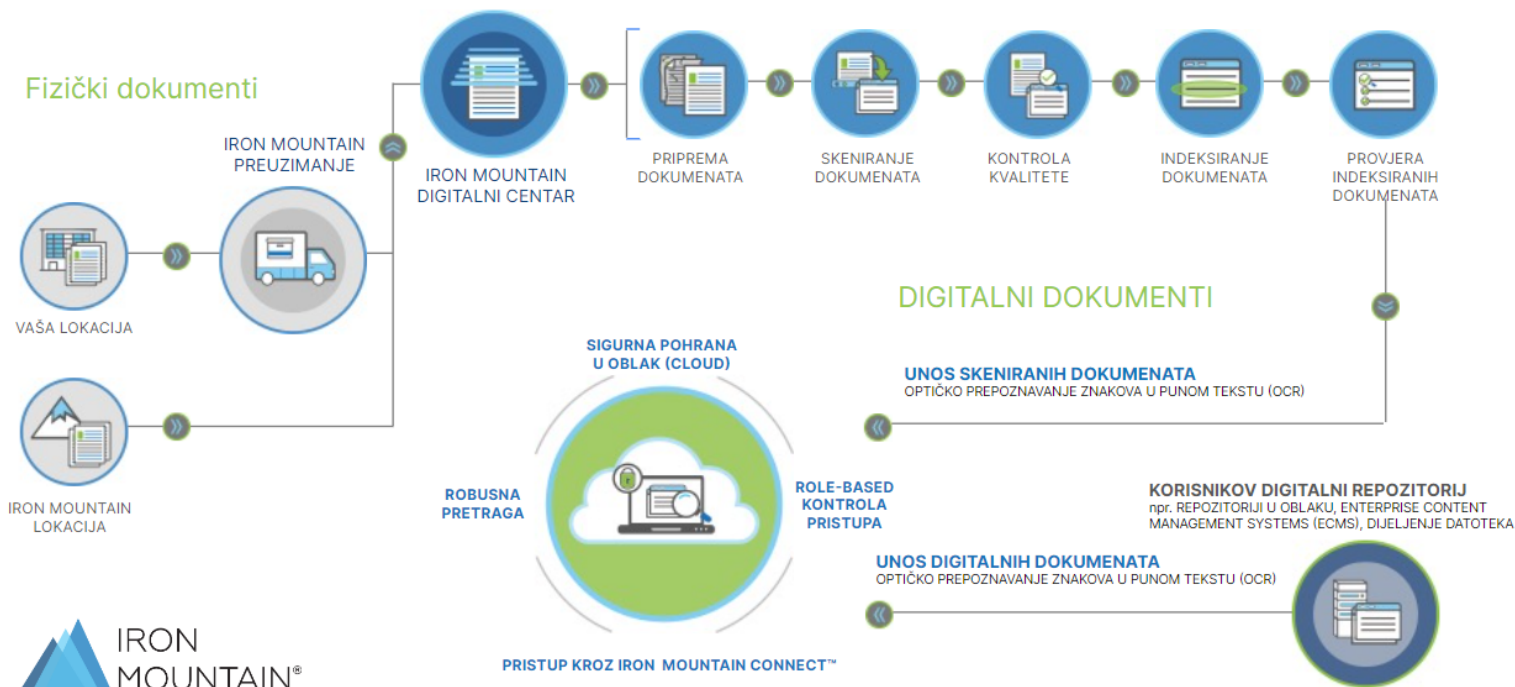 Fizički dokumenti
IRON MOUNTAIN
PREUZIMANJE
VAŠA LOKACIJA
IRON MOUNTAIN
LOKACIJA
IRON MOUNTAIN
DIGITALNI CENTAR
PRIPREMA
DOKUMENATA
SKENIRANJE
DOKUMENATA
KONTROLA
KVALITETE
INDEKSIRANJE
DOKUMENATA
PROVJERA
INDEKSIRANIH
DOKUMENATA
DIGITALNI DOKUMENTI
UNOS SKENIRANIH DOKUMENATA
OPTIČKO PREPOZNAVANJE ZNAKOVA U PUNOM TEKSTU (OCR)
SIGURNA POHRANA
U OBLAK (CLOUD)
ROBUSNA
PRETRAGA
ROLE-BASED
KONTROLA
PRISTUPA
PRISTUP KROZ IRON MOUNTAIN CONNECT™
KORISNIKOV DIGITALNI REPOZITORIJ
npr. REPOZITORIJI U OBLAKU, ENTERPRISE CONTENT
MANAGEMENT SYSTEMS (ECMS), DIJELJENJE DATOTEKA
UNOS DIGITALNIH DOKUMENATA
OPTIČKO PREPOZNAVANJE ZNAKOVA U PUNOM TEKSTU (OCR)
IRON
MOUNTAIN®